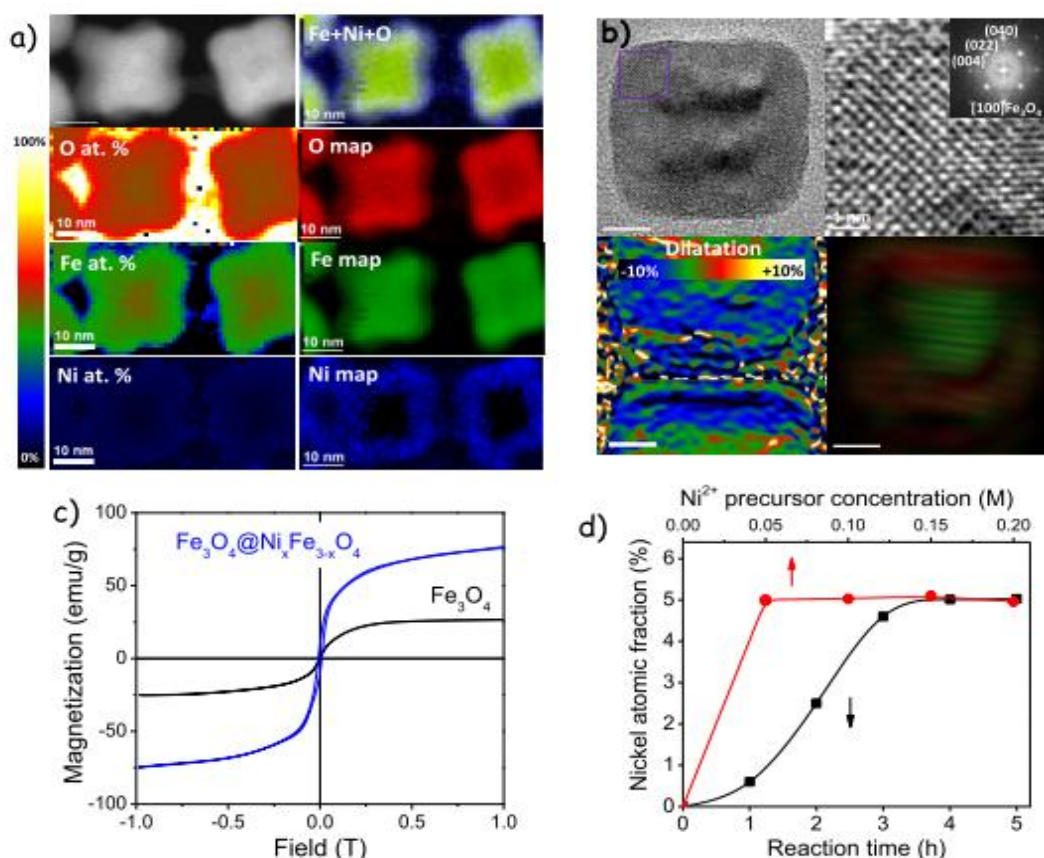 a)
Fe+Ni+O
10 nm
100%
O at. %
10 nm
O map
10 nm
Fe at. %
10 nm
Fe map
10 nm
Ni at. %
10 nm
0%
Ni map
10 nm
b)
(040)
(022)
(004)
[100]Fe₃O₄
1 nm
Dilatation
-10%
+10%
c)
100
50
0
-50
-100
Fe₃O₄@NiₓFe₃₋ₓO₄
Fe₃O₄
-1.0
-0.5
0.0
0.5
1.0
Magnetization (emu/g)
Field (T)
d)
Ni²⁺ precursor concentration (M)
0.00
0.05
0.10
0.15
0.20
6
5
4
3
2
1
0
Nickel atomic fraction (%)
0
1
2
3
4
5
Reaction time (h)